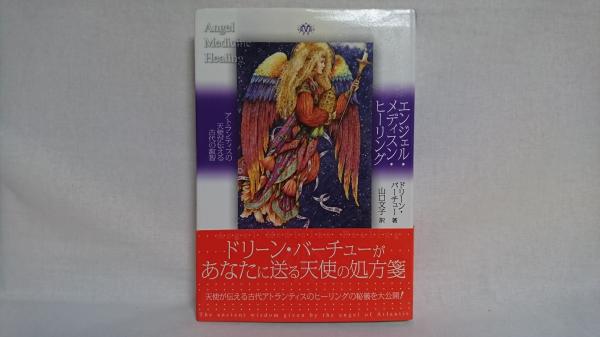 Angel
Medicine
Healing
エンジェル・
メディスン・
ヒーリング
アトランティスの
天使が伝える
古代の叡智
ドリーン・
バーチュー 著
山口文子 訳
ドリーン・バーチューが
あなたに送る天使の処方箋
天使が伝える古代アトランティスのヒーリングの秘儀を大公開!
The ancient wisdom given by the angel of Atlantis